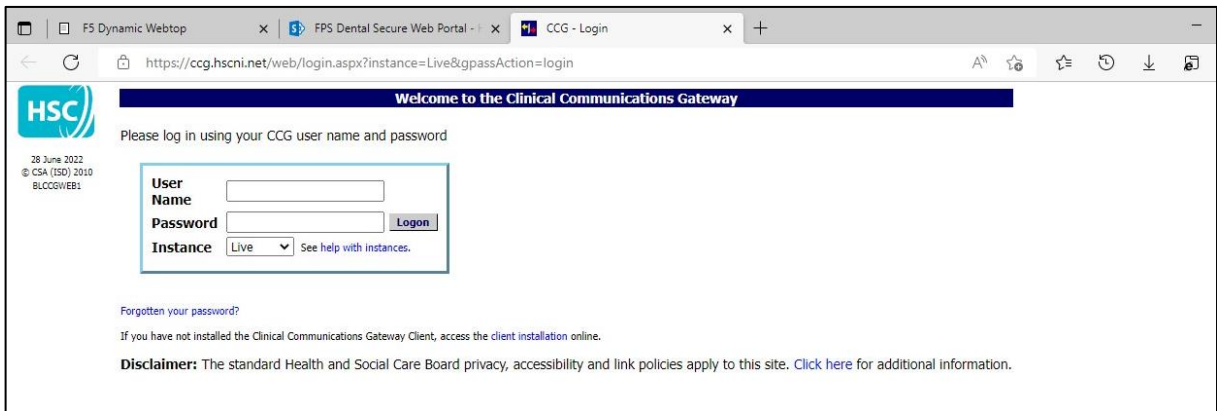 F5 Dynamic Webtop
FPS Dental Secure Web Portal -
CCG - Login
https://ccg.hscni.net/web/login.aspx?instance=Live&gpassAction=login
HSC
28 June 2022
© CSA (ISD) 2010
BLCCGWEB1
Welcome to the Clinical Communications Gateway
Please log in using your CCG user name and password
User
Name
Password Logon
Instance Live See help with instances.
Forgotten your password?
If you have not installed the Clinical Communications Gateway Client, access the client installation online.
Disclaimer: The standard Health and Social Care Board privacy, accessibility and link policies apply to this site. Click here for additional information.